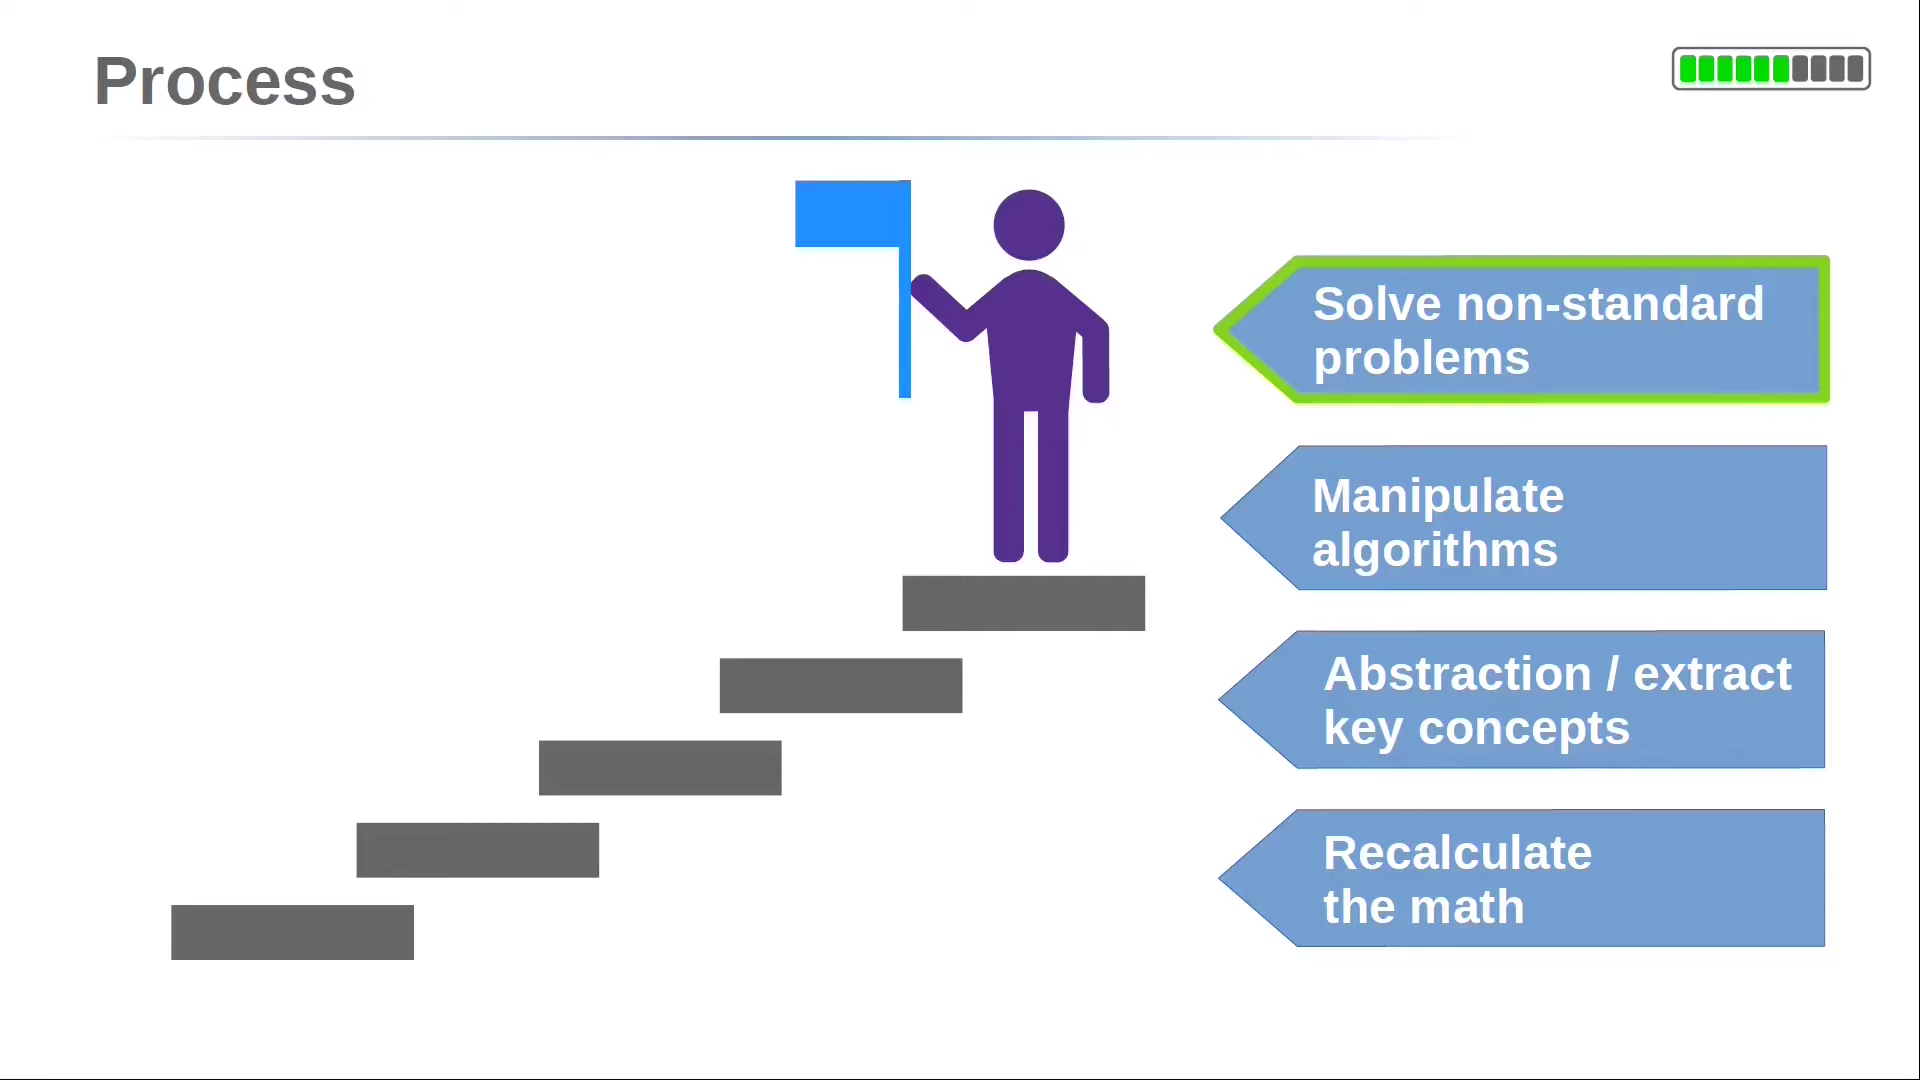 Process
Solve non-standard
problems
Manipulate
algorithms
Abstraction / extract
key concepts
Recalculate
the math